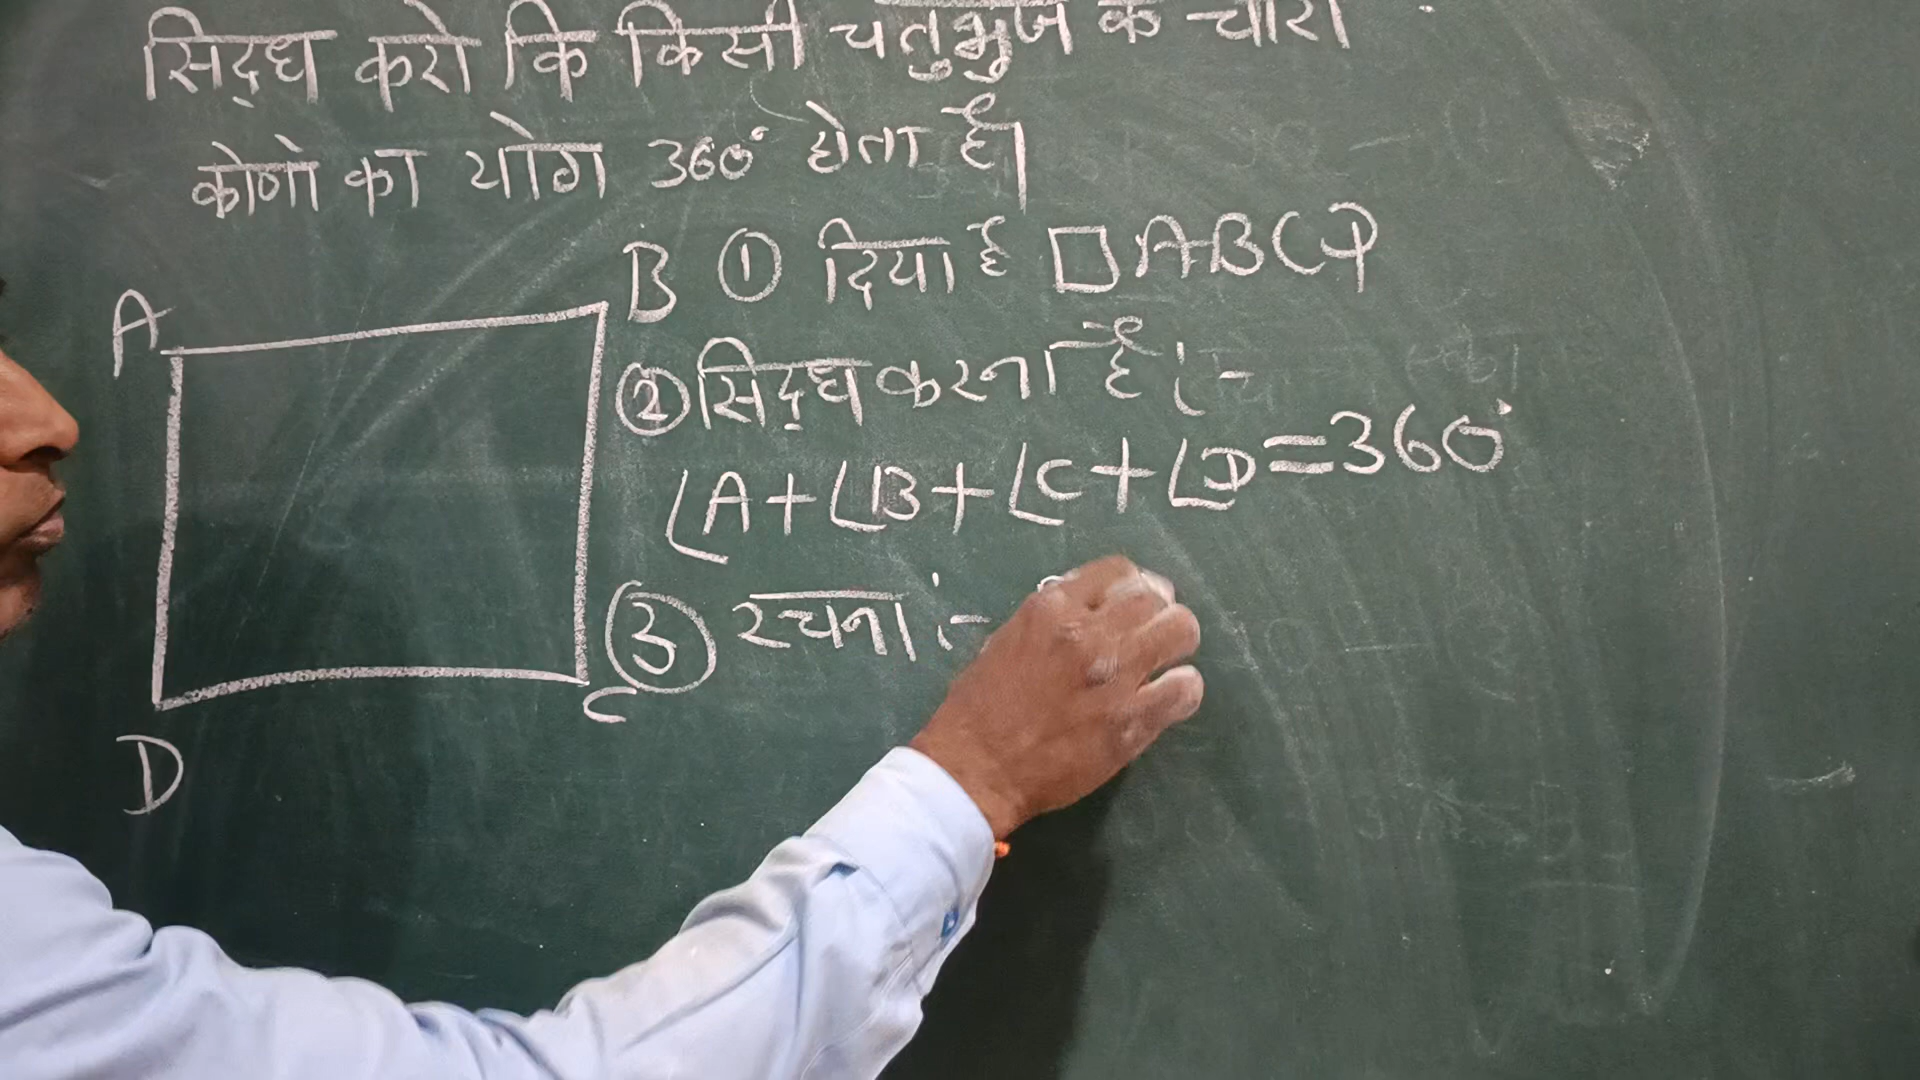 सिद्ध करो कि किसी चतुर्भुज के चारो
कोणो का योग 360° होता है।
A
B
① दिया है □ ABCD
② सिद्ध करना है :-
∠A+∠B+∠C+∠D=360°
③ रचना :-
C
D